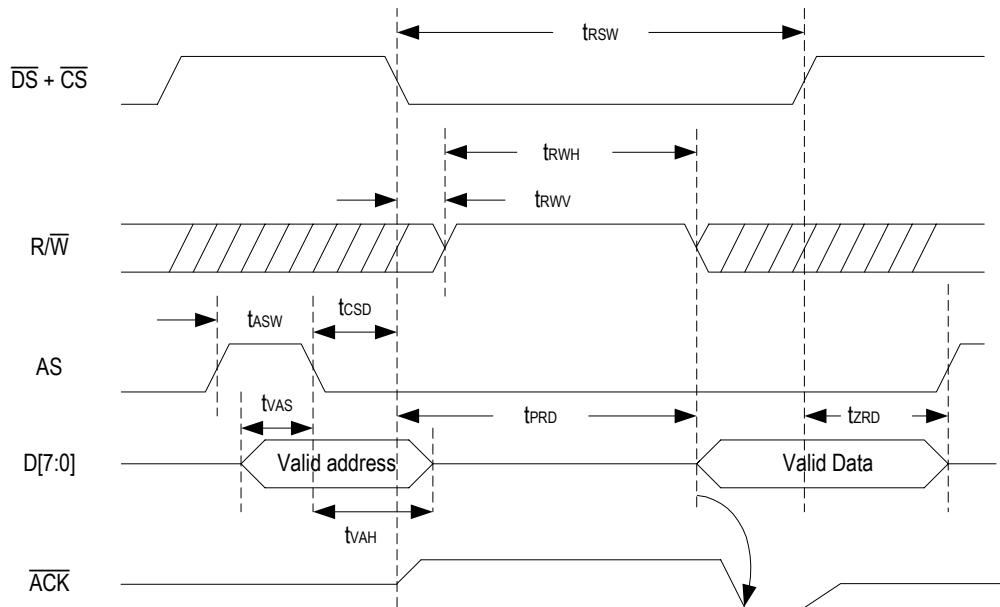 tRSW
DS + CS
tRWH
tRWV
R/W
tASW
tCSD
AS
tVAS
tPRD
tZRD
D[7:0]
Valid address
Valid Data
tVAH
ACK